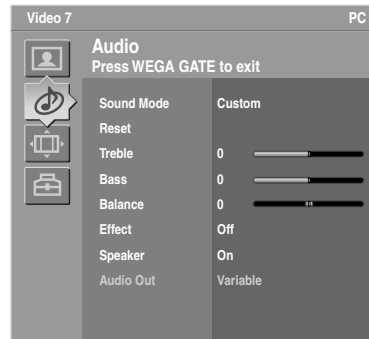 Video 7 PC
Audio
Press WEGA GATE to exit
Sound Mode Custom
Reset
Treble 0
Bass 0
Balance 0
Effect Off
Speaker On
Audio Out Variable